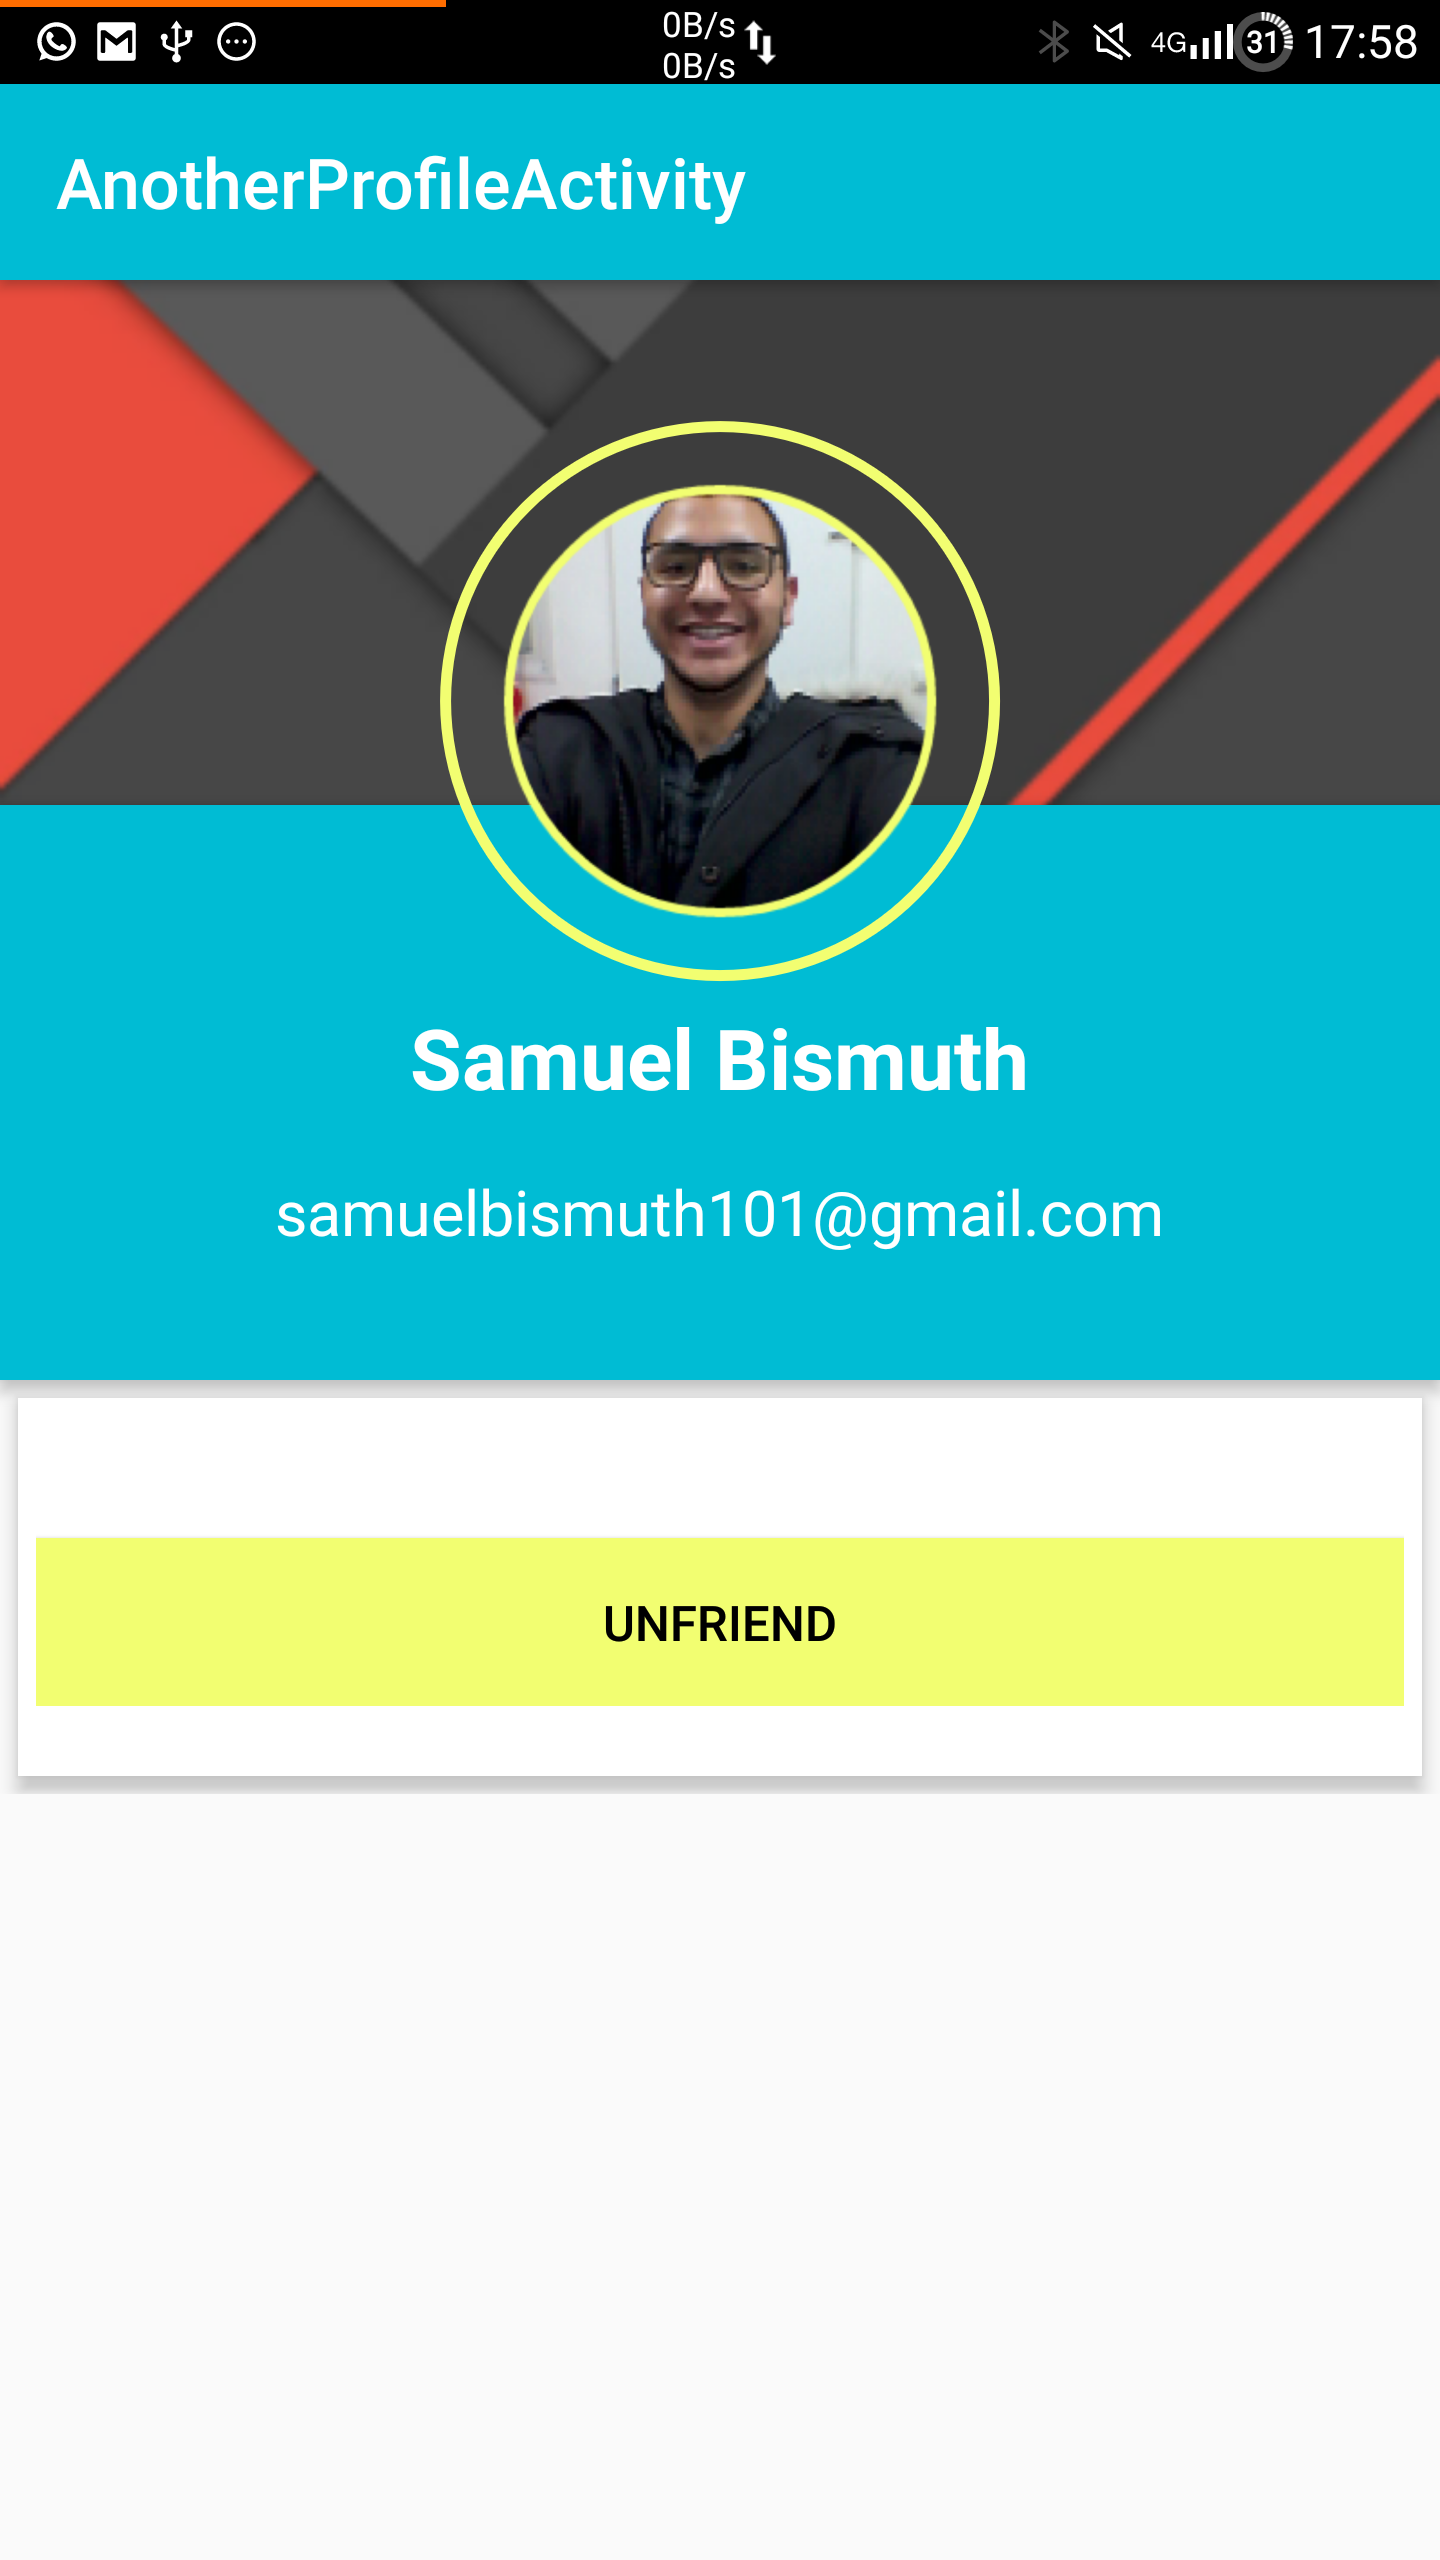 0B/s
0B/s
4G 31 17:58
AnotherProfileActivity
Samuel Bismuth
samuelbismuth101@gmail.com
UNFRIEND